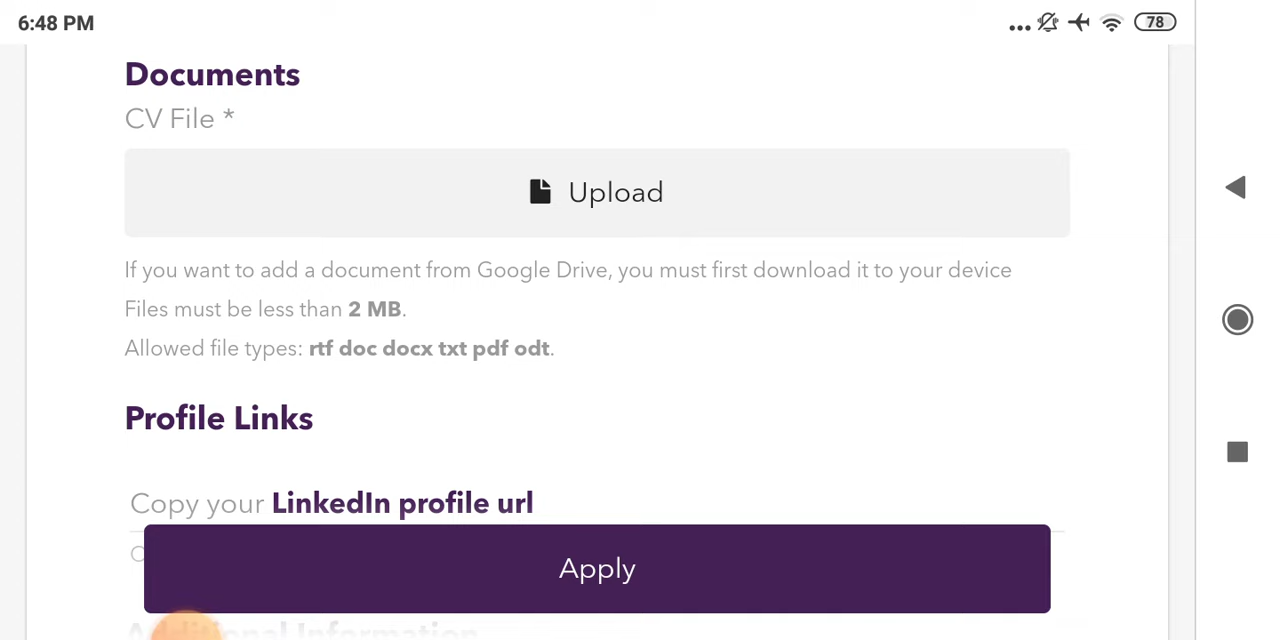 6:48 PM
78
Documents
CV File *
Upload
If you want to add a document from Google Drive, you must first download it to your device
Files must be less than 2 MB.
Allowed file types: rtf doc docx txt pdf odt.
Profile Links
Copy your LinkedIn profile url
Apply
Additional Information